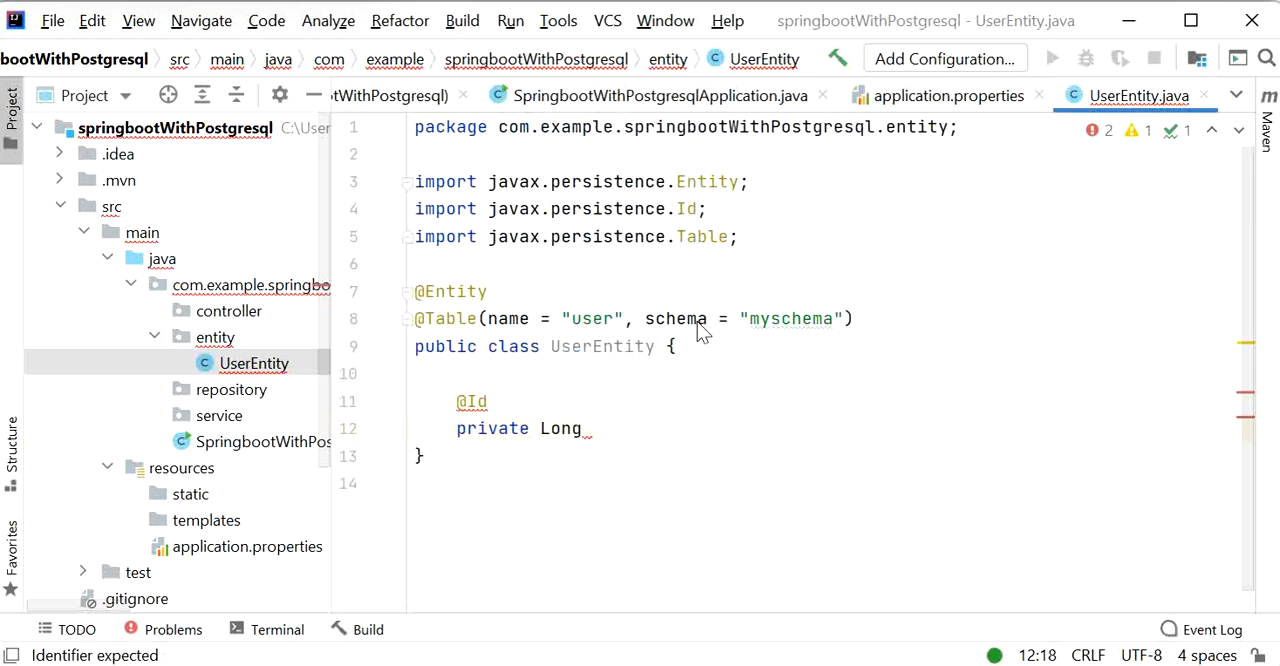 File Edit View Navigate Code Analyze Refactor Build Run Tools VCS Window Help springbootWithPostgresql - UserEntity.java
bootWithPostgresql src main java com example springbootWithPostgresql entity UserEntity Add Configuration...
Project
Project tWithPostgresql) SpringbootWithPostgresqlApplication.java application.properties UserEntity.java
Maven
springbootWithPostgresql C:\User
.idea
.mvn
src
main
java
com.example.springbo
controller
entity
UserEntity
repository
service
SpringbootWithPos
resources
static
templates
application.properties
test
.gitignore
Structure
Favorites
2 1 1
1 package com.example.springbootWithPostgresql.entity;
2
3 import javax.persistence.Entity;
4 import javax.persistence.Id;
5 import javax.persistence.Table;
6
7 @Entity
8 @Table(name = "user", schema = "myschema")
9 public class UserEntity {
10
11 @Id
12 private Long
13 }
14
TODO Problems Terminal Build Event Log
Identifier expected 12:18 CRLF UTF-8 4 spaces